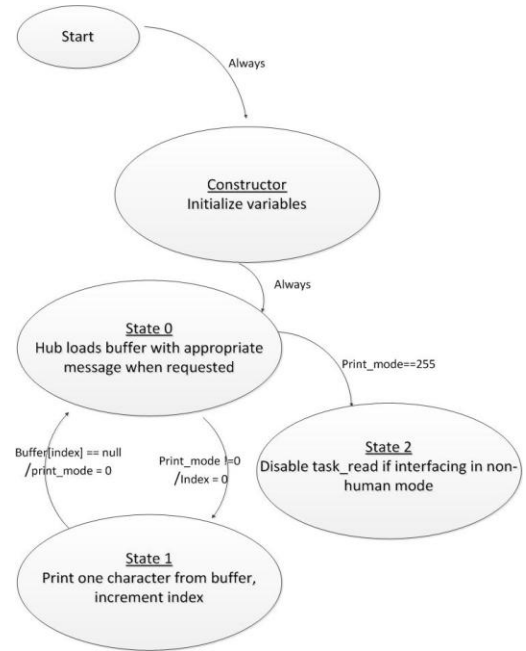 Start
Always
Constructor
Initialize variables
Always
State 0
Hub loads buffer with appropriate
message when requested
Print_mode==255
Buffer[index] == null
/print_mode = 0
Print_mode !=0
/Index = 0
State 2
Disable task_read if interfacing in non-
human mode
State 1
Print one character from buffer,
increment index